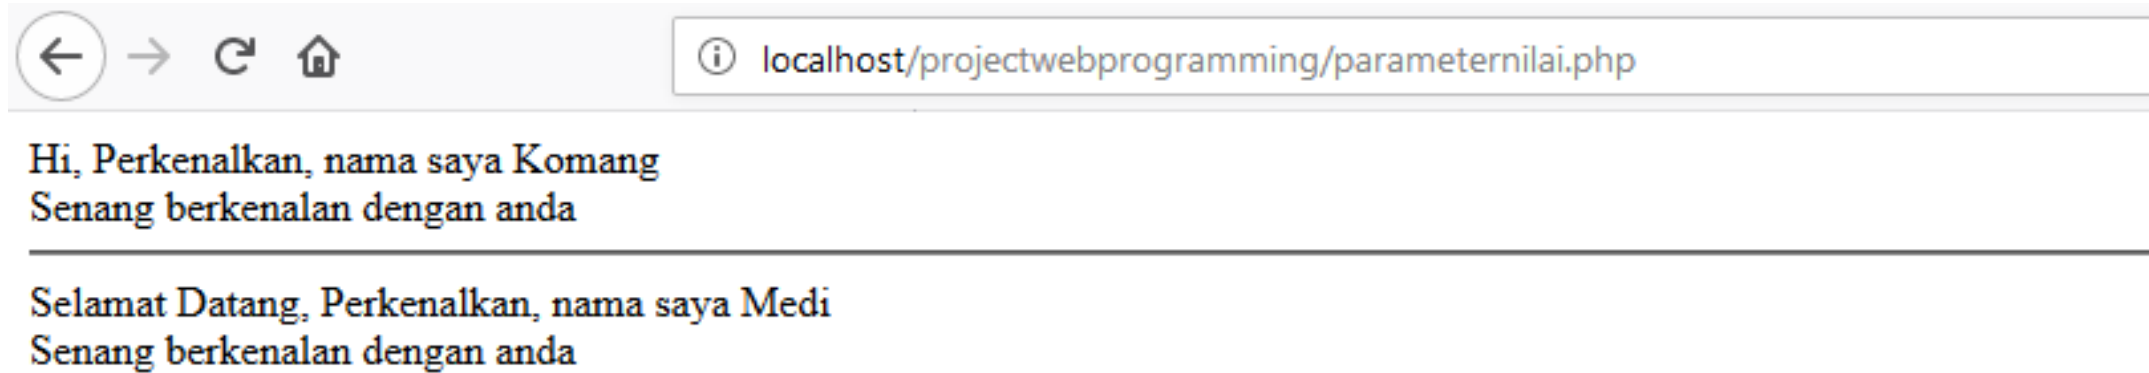 localhost/projectwebprogramming/parameternilai.php
Hi, Perkenalkan, nama saya Komang
Senang berkenalan dengan anda
Selamat Datang, Perkenalkan, nama saya Medi
Senang berkenalan dengan anda